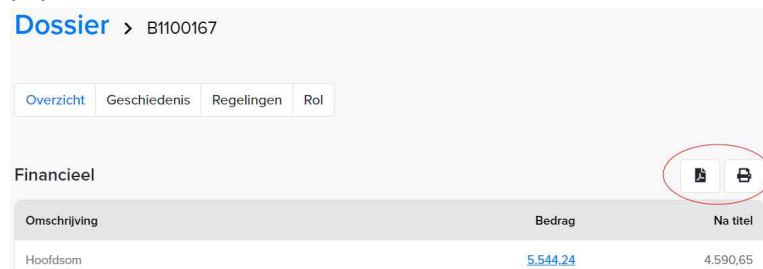 Dossier > B1100167
Overzicht Geschiedenis Regelingen Rol
Financieel
Omschrijving Bedrag Na titel
Hoofdsom 5.544,24 4.590,65